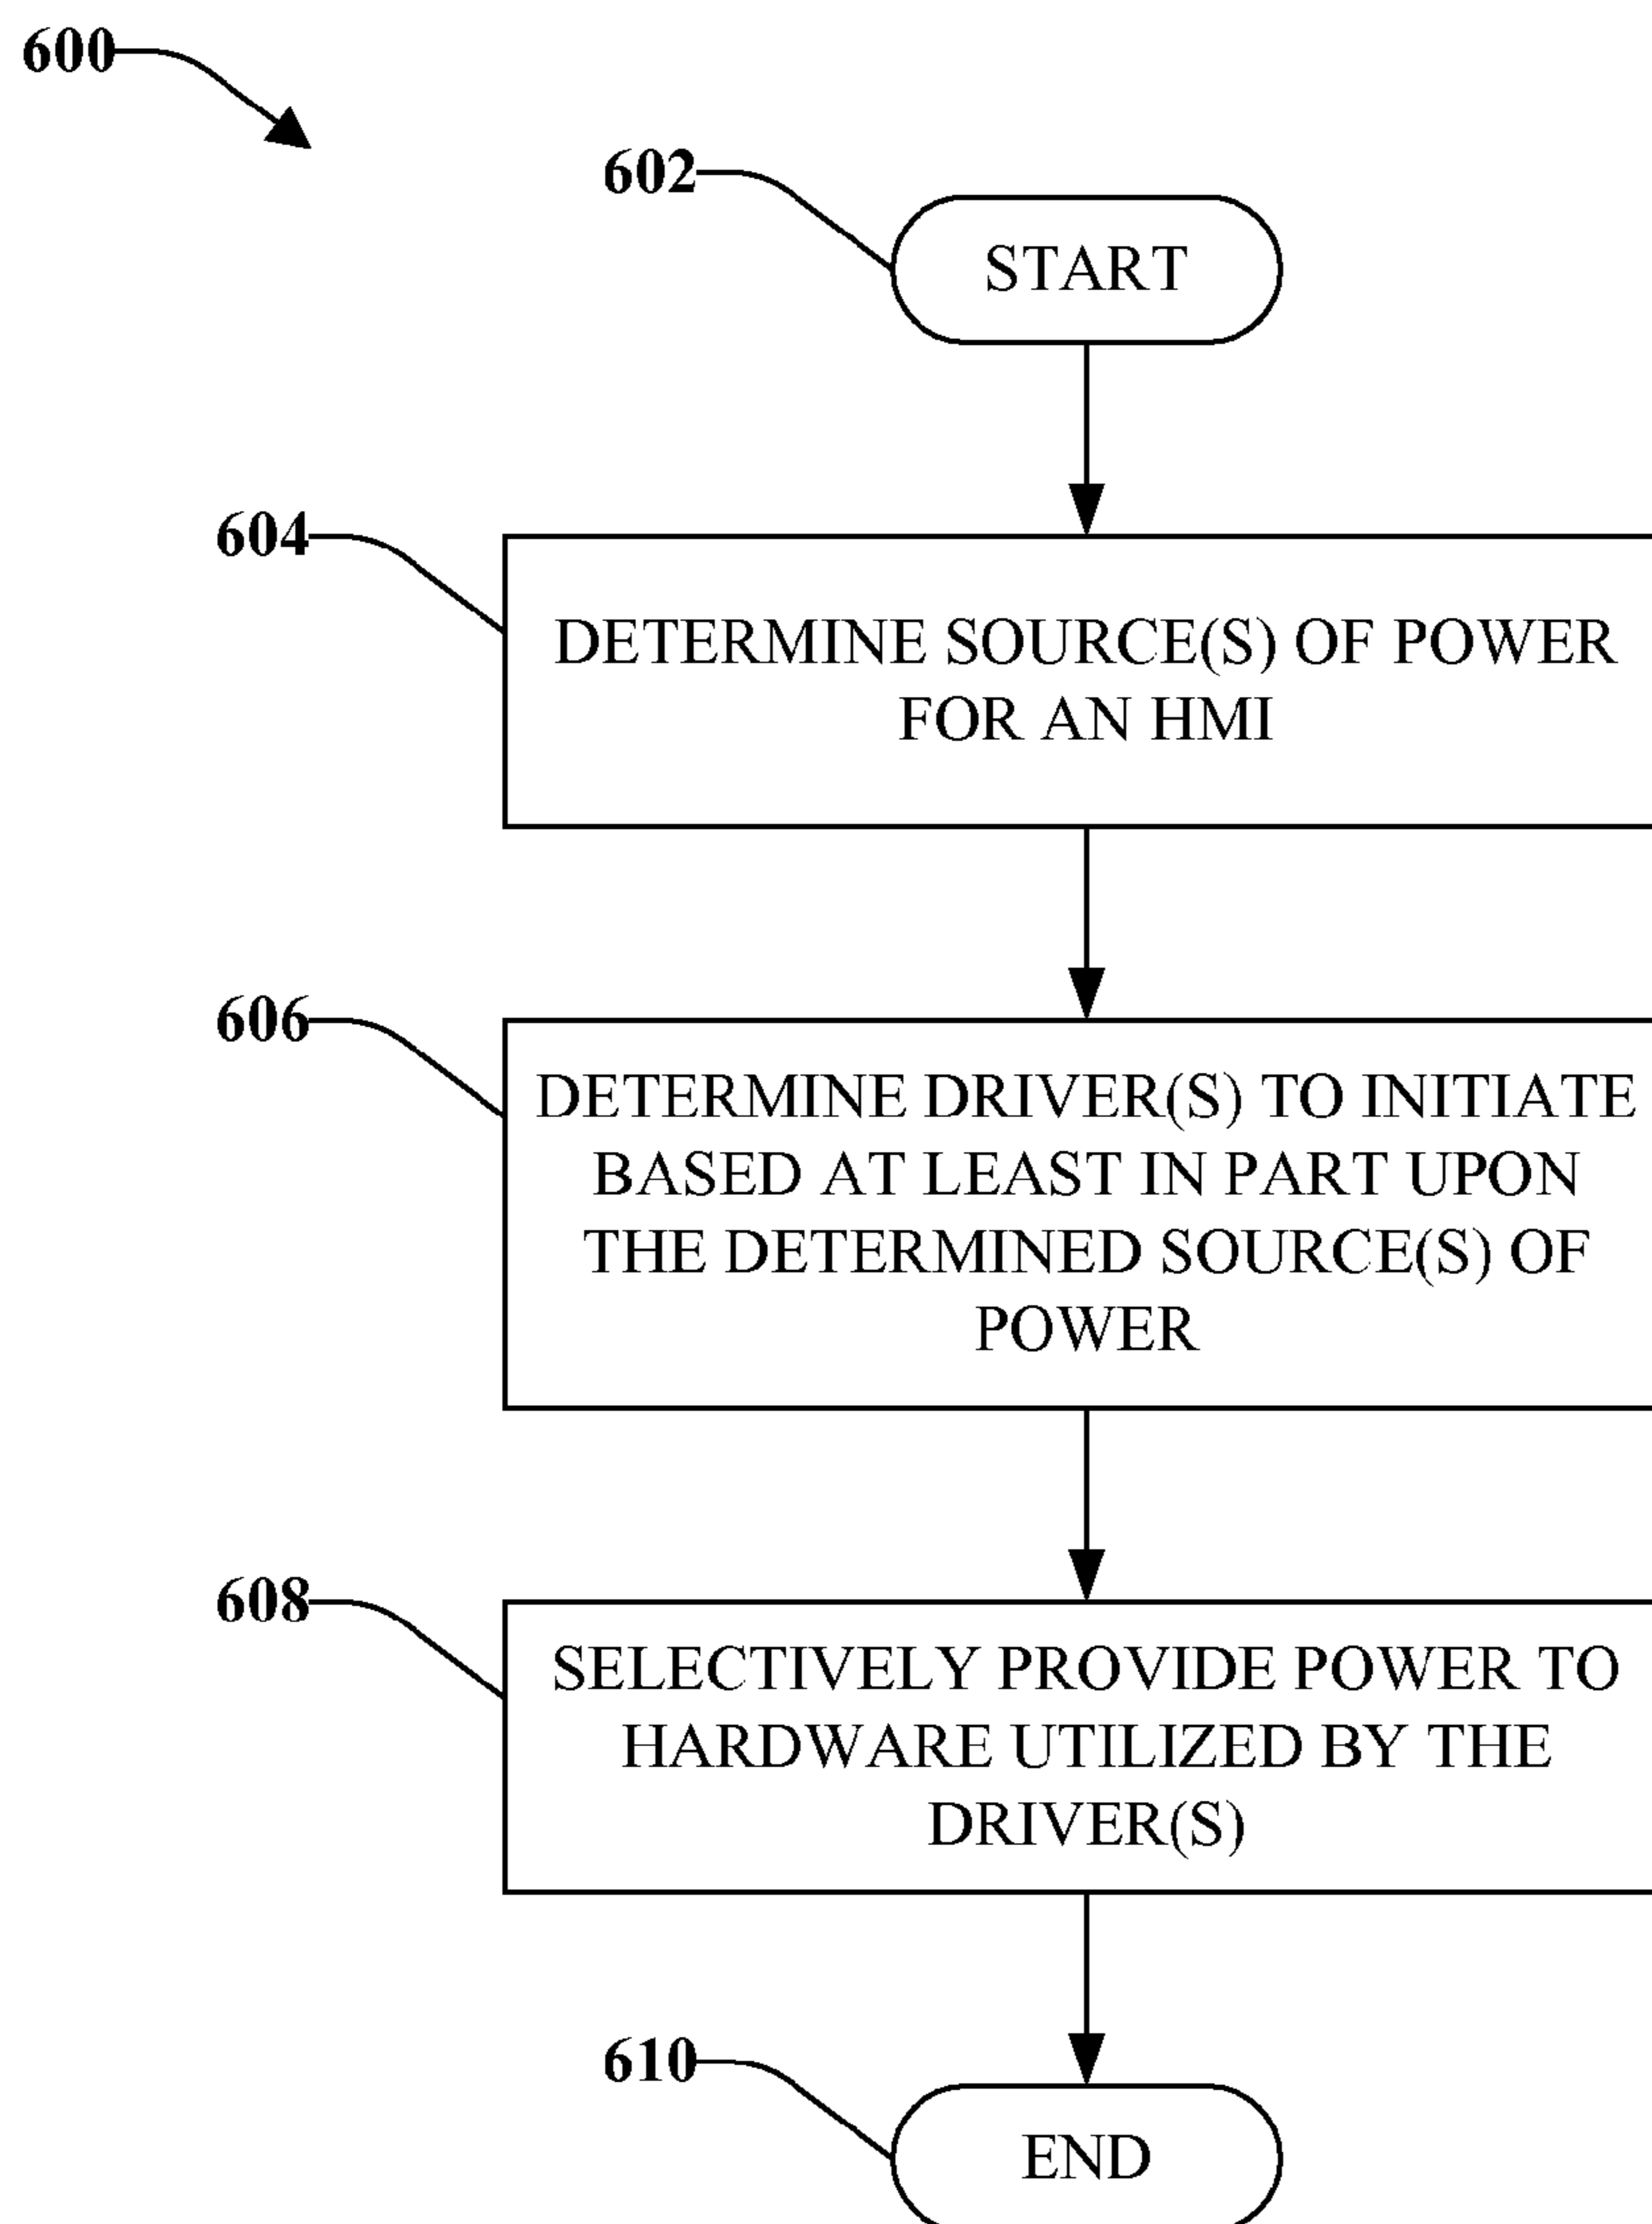 600
602
START
604
DETERMINE SOURCE(S) OF POWER
FOR AN HMI
606
DETERMINE DRIVER(S) TO INITIATE
BASED AT LEAST IN PART UPON
THE DETERMINED SOURCE(S) OF
POWER
608
SELECTIVELY PROVIDE POWER TO
HARDWARE UTILIZED BY THE
DRIVER(S)
610
END